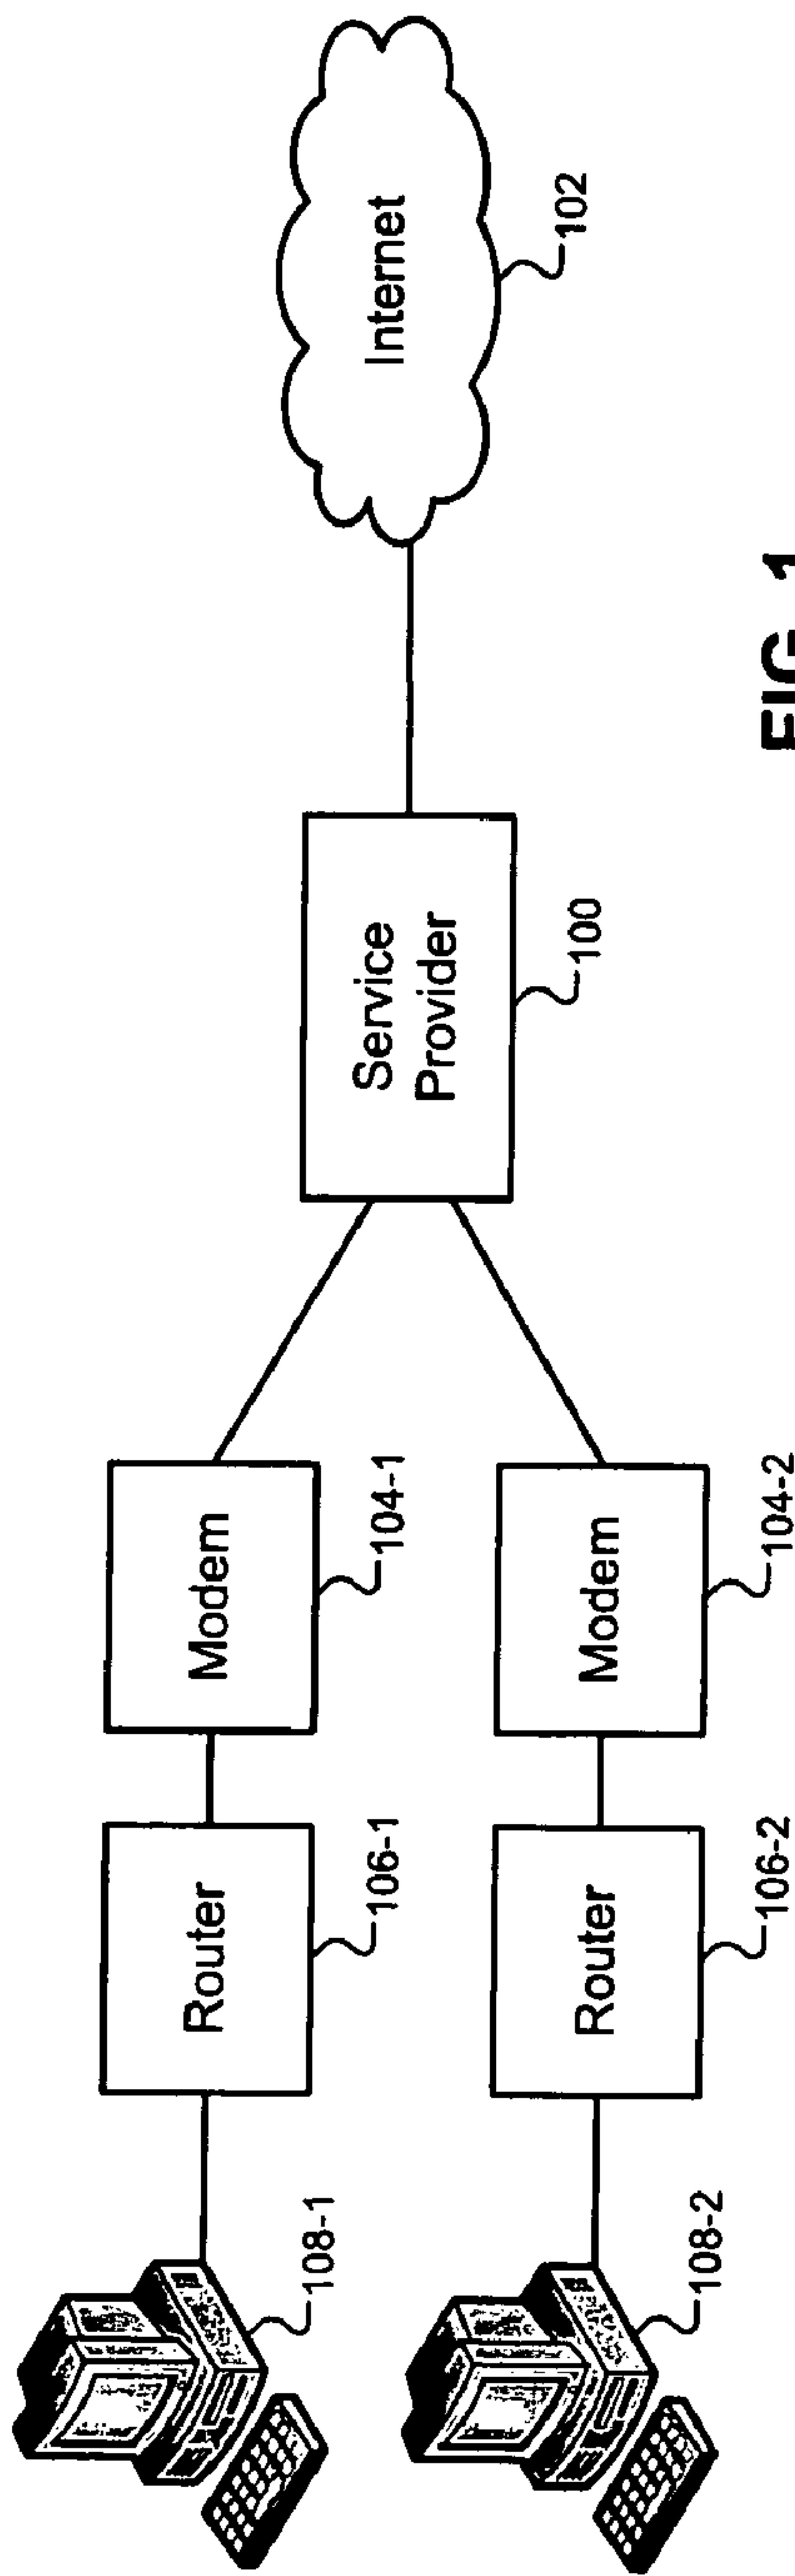 108-1
Router
106-1
Modem
104-1
Service
Provider
100
Internet
102
108-2
Router
106-2
Modem
104-2
FIG. 1